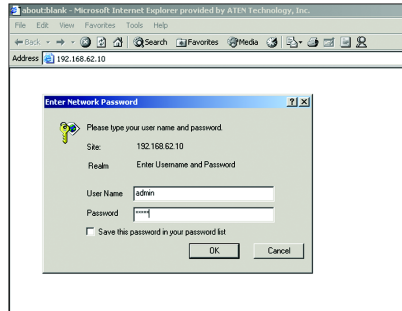 about:blank - Microsoft Internet Explorer provided by ATEN Technology, Inc.
File Edit View Favorites Tools Help
Back Search Favorites Media
Address 192.168.62.10
Enter Network Password
Please type your user name and password.
Site: 192.168.62.10
Realm Enter Username and Password
User Name admin
Password *****
Save this password in your password list
OK Cancel